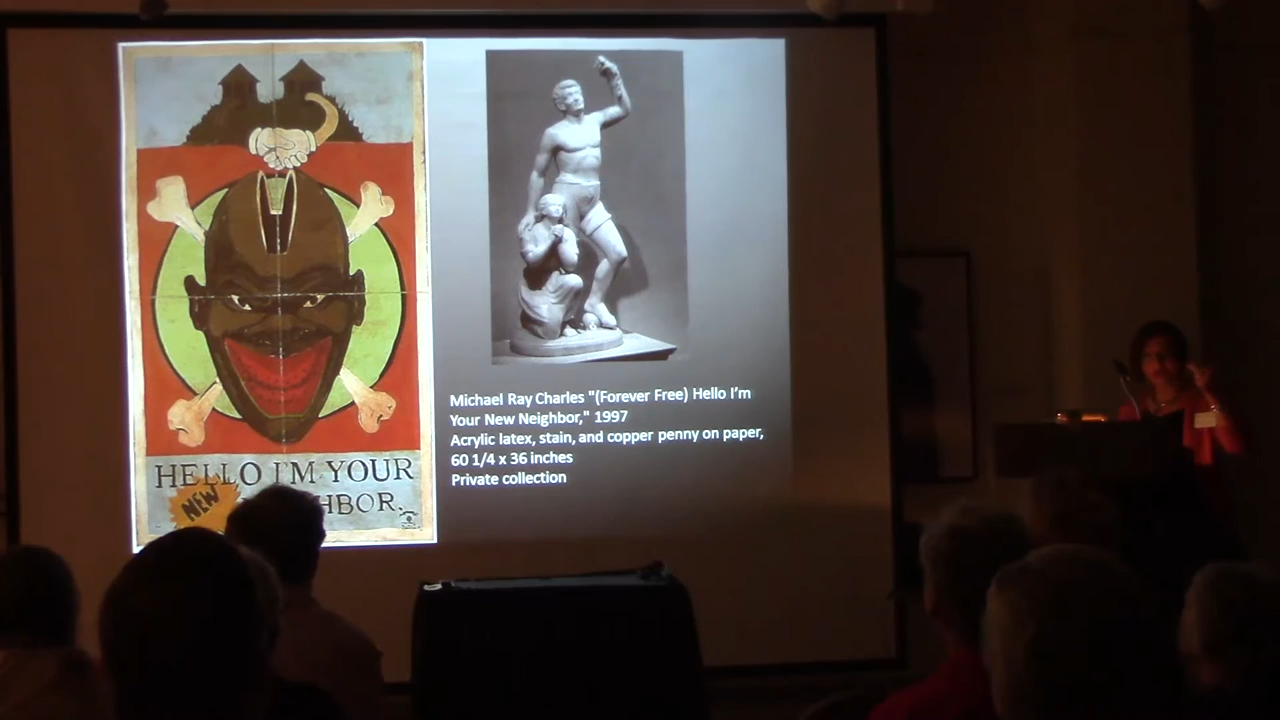 HELLO I'M YOUR
NEW
HBOR.
Michael Ray Charles "(Forever Free) Hello I'm
Your New Neighbor," 1997
Acrylic latex, stain, and copper penny on paper,
60 1/4 x 36 inches
Private collection